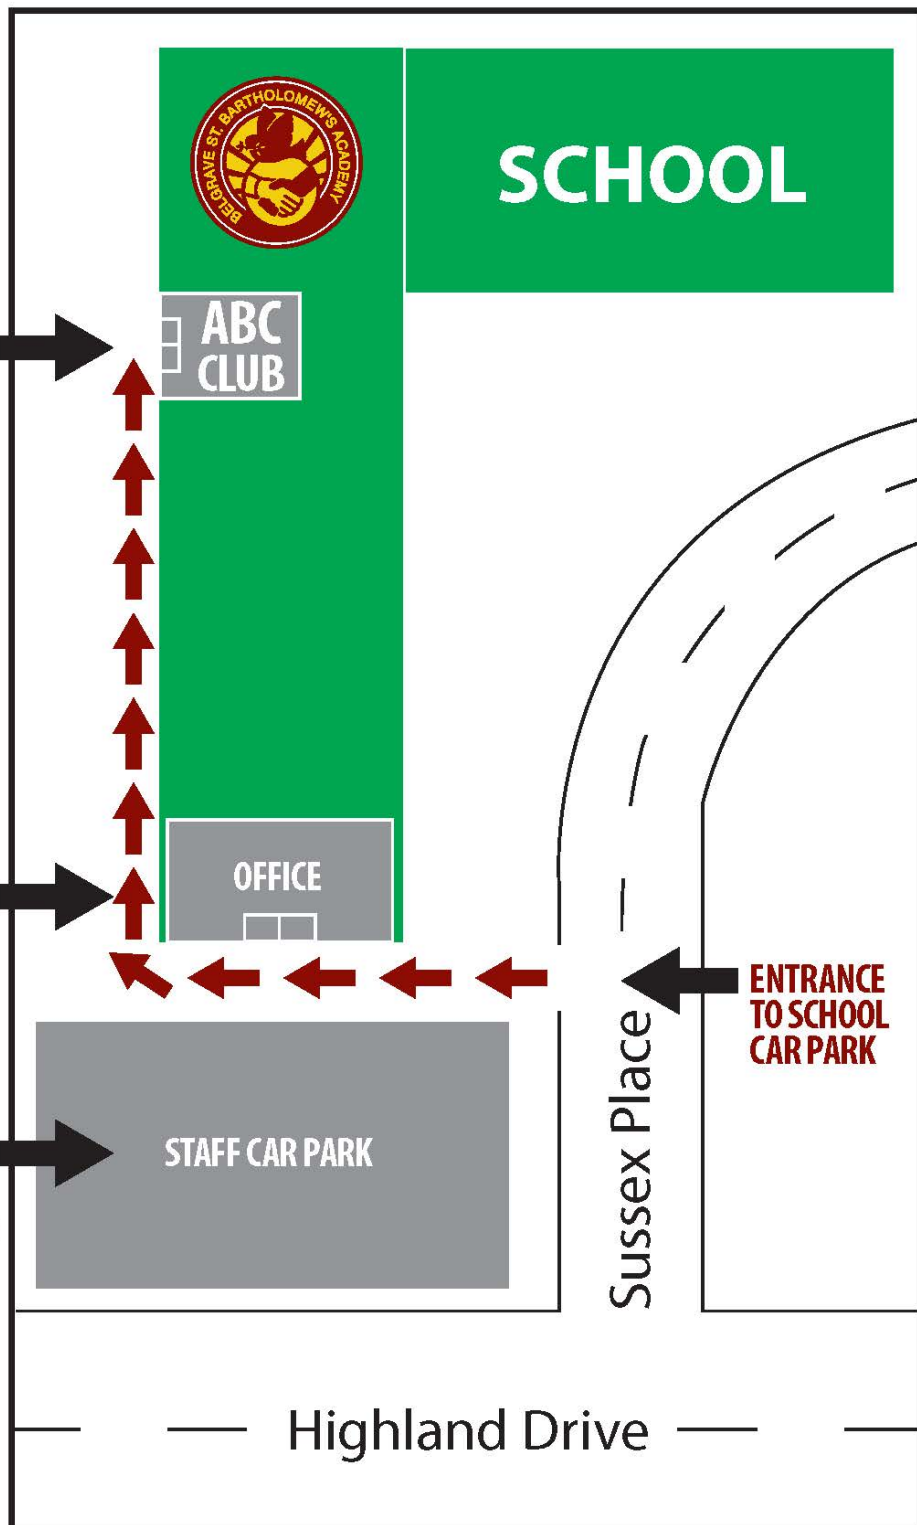 BELGRAVE ST. BARTHOLOMEW'S ACADEMY
SCHOOL
ABC
CLUB
OFFICE
ENTRANCE
TO SCHOOL
CAR PARK
Sussex Place
STAFF CAR PARK
Highland Drive